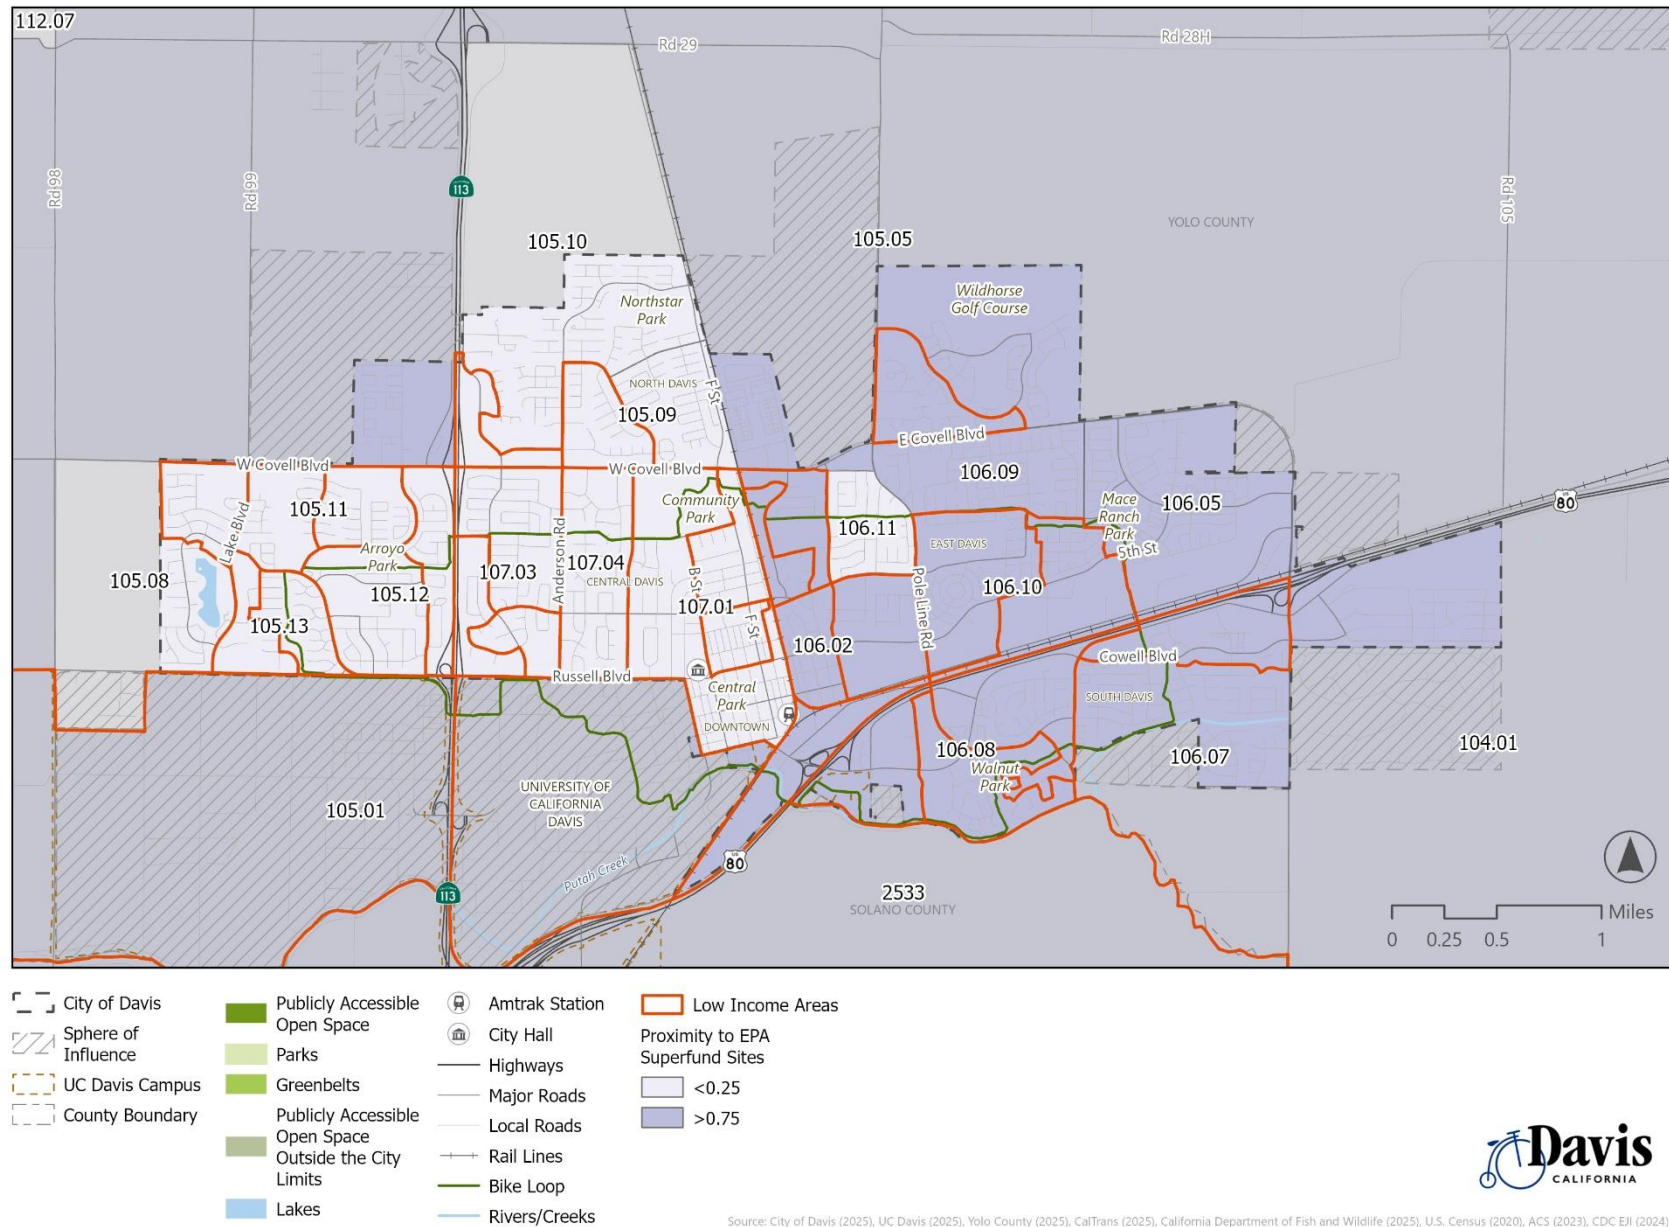 112.07
Rd 29
Rd 28H
Rd 98
Rd 99
113
Rd 105
YOLO COUNTY
105.10
105.05
Wildhorse
Golf Course
Northstar
Park
NORTH DAVIS
F St
105.09
E Covell Blvd
W Covell Blvd
W Covell Blvd
106.09
Community
Park
Mace
Ranch
Park
106.05
80
105.11
Lake Blvd
106.11
Arroyo
Park
EAST DAVIS
5th St
105.08
107.03
Anderson Rd
107.04
CENTRAL DAVIS
B St
106.10
105.12
107.01
Pole Line Rd
105.13
F St
106.02
Cowell Blvd
Russell Blvd
Central
Park
SOUTH DAVIS
DOWNTOWN
106.08
106.07
104.01
Walnut
Park
UNIVERSITY OF
CALIFORNIA
DAVIS
105.01
US
80
Putah Creek
113
2533
SOLANO COUNTY
Miles
0 0.25 0.5 1
City of Davis
Sphere of
Influence
UC Davis Campus
County Boundary
Publicly Accessible
Open Space
Parks
Greenbelts
Publicly Accessible
Open Space
Outside the City
Limits
Lakes
Amtrak Station
City Hall
Highways
Major Roads
Local Roads
Rail Lines
Bike Loop
Rivers/Creeks
Low Income Areas
Proximity to EPA
Superfund Sites
<0.25
>0.75
Davis
CALIFORNIA
Source: City of Davis (2025), UC Davis (2025), Yolo County (2025), CalTrans (2025), California Department of Fish and Wildlife (2025), U.S. Census (2020), ACS (2023), CDC EJI (2024)